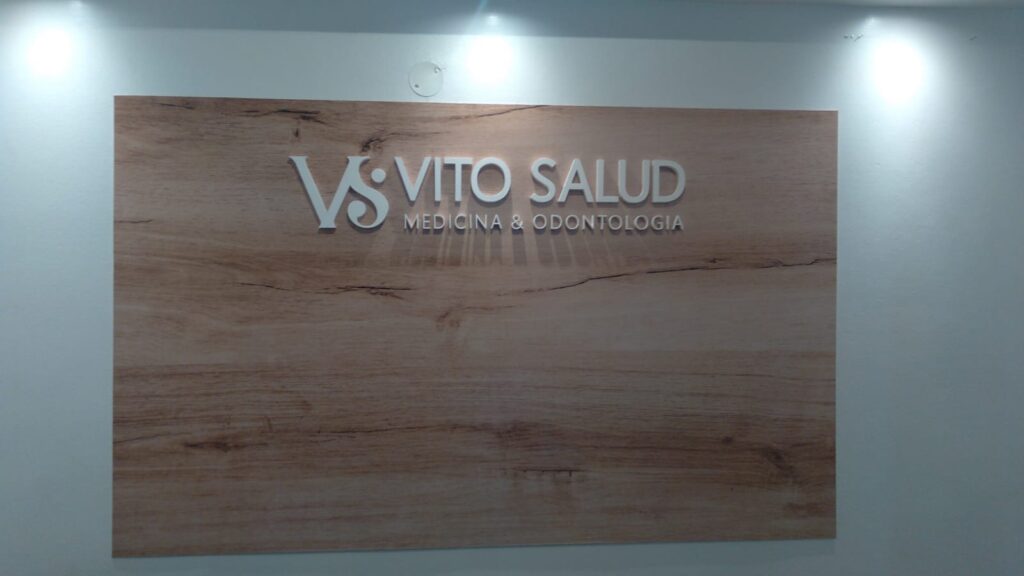 VS VITO SALUD
MEDICINA & ODONTOLOGIA